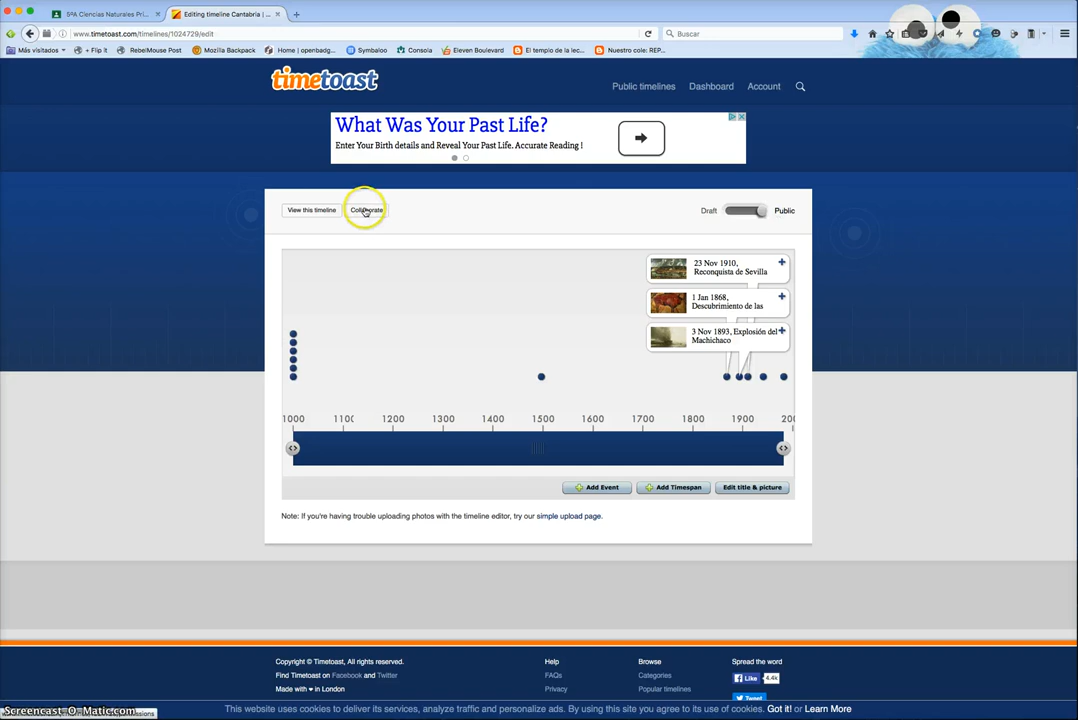 5ºA Ciencias Naturales Pri...
Editing timeline Cantabria | ...
www.timetoast.com/timelines/1024729/edit
Buscar
Más visitados
+ Flip it
RebelMouse Post
Mozilla Backpack
Home | openbadg...
Symbaloo
Consola
Eleven Boulevard
El templo de la lec...
Nuestro cole: REP...
timetoast
Public timelines
Dashboard
Account
What Was Your Past Life?
Enter Your Birth details and Reveal Your Past Life. Accurate Reading !
View this timeline
Collaborate
Draft
Public
23 Nov 1910,
Reconquista de Sevilla
1 Jan 1868,
Descubrimiento de las
3 Nov 1893, Explosión del
Machichaco
1000 1100 1200 1300 1400 1500 1600 1700 1800 1900 200
Add Event
Add Timespan
Edit title & picture
Note: If you're having trouble uploading photos with the timeline editor, try our simple upload page.
Copyright © Timetoast, All rights reserved.
Find Timetoast on Facebook and Twitter
Made with ♥ in London
Help
FAQs
Privacy
Browse
Categories
Popular timelines
Spread the word
Like 4.4k
Tweet
This website uses cookies to deliver its services, analyze traffic and personalize ads. By using this site you agree to its use of cookies. Got it! or Learn More
Screencast-O-Matic.com